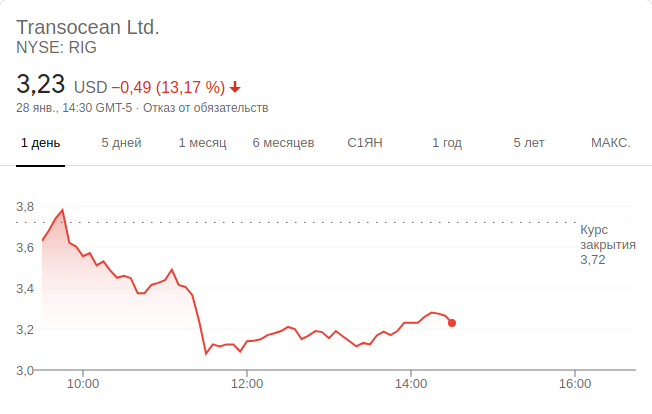 Transocean Ltd.
NYSE: RIG
3,23 USD −0,49 (13,17 %)
28 янв., 14:30 GMT-5 · Отказ от обязательств
1 день 5 дней 1 месяц 6 месяцев С1ЯН 1 год 5 лет МАКС.
3,8
Курс
закрытия
3,72
3,6
3,4
3,2
3,0
10:00 12:00 14:00 16:00